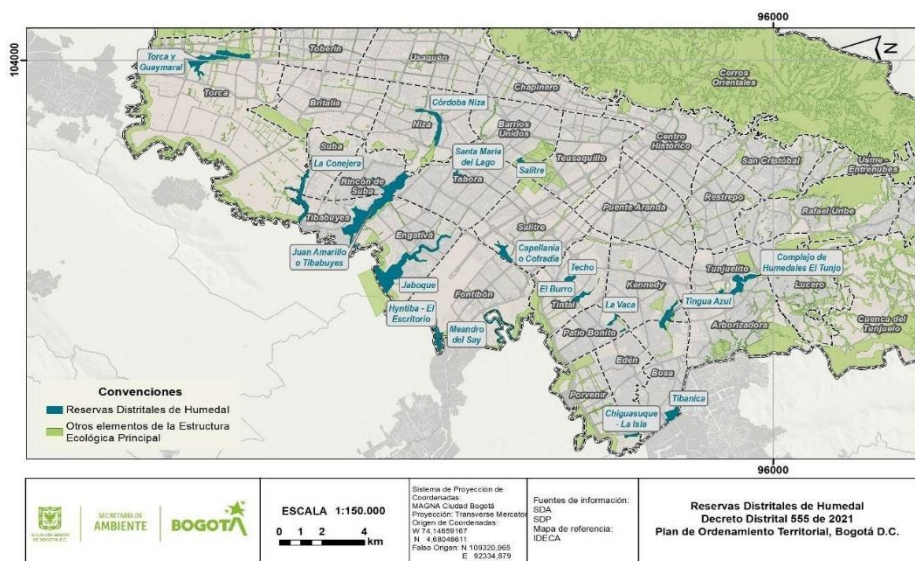 96000
104000
N
Torca y
Guaymaral
Toberín
Usaquén
Torca
Britalia
Chapinero
Cerros
Orientales
Córdoba Niza
Niza
Barrios
Unidos
Centro
Histórico
Suba
La Conejera
Santa Maria
del Lago
Teusaquillo
San Cristóbal
Usme
Entrenubes
Rincón de
Suba
Tabora
Salitre
Restrepo
Tibabuyes
Puente Aranda
Rafael Uribe
Engativá
Salitre
Juan Amarillo
o Tibabuyes
Capellanía
o Cofradía
Complejo de
Humedales El Tunjo
Jaboque
Techo
Tunjuelito
Lucero
El Burro
Kennedy
Hyntiba - El
Escritorio
Fontibón
Tintal
La Vaca
Tingua Azul
Meandro
del Say
Patio Bonito
Arborizadora
Cuenca del
Tunjuelo
Edén
Bosa
Porvenir
Tibanica
Chiguasuque
- La Isla
Convenciones
Reservas Distritales de Humedal
Otros elementos de la Estructura
Ecológica Principal
96000
ALCALDÍA MAYOR
DE BOGOTÁ D.C.
SECRETARÍA DE
AMBIENTE
BOGOTÁ
ESCALA 1:150.000
0 1 2 4
km
Sistema de Proyección de
Coordenadas:
MAGNA Ciudad Bogotá
Proyección: Transverse Mercator
Origen de Coordenadas:
W 74,14659167
N 4,68048611
Falso Origen: N 109320,965
E 92334,879
Fuentes de información:
SDA
SDP
Mapa de referencia:
IDECA
Reservas Distritales de Humedal
Decreto Distrital 555 de 2021
Plan de Ordenamiento Territorial, Bogotá D.C.